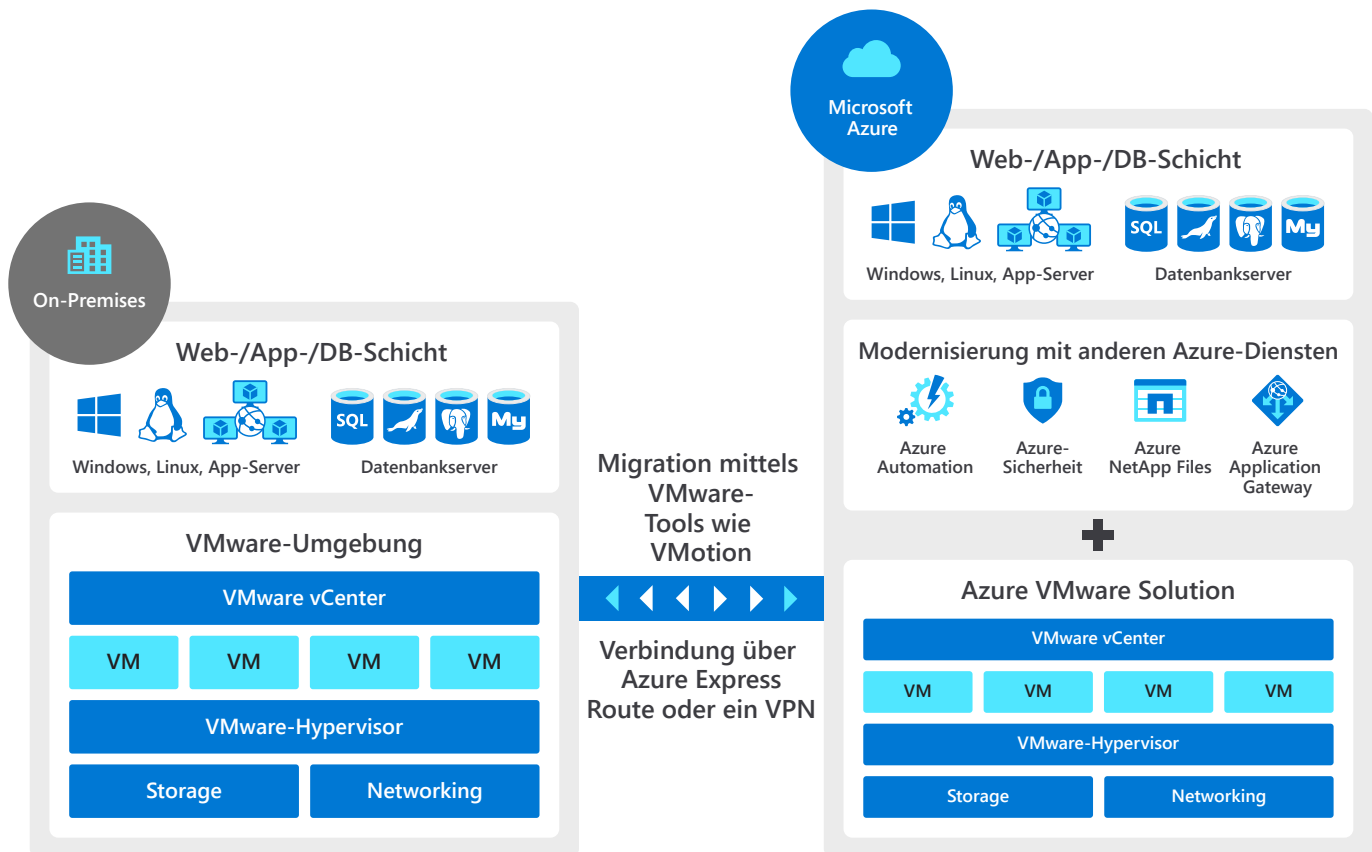 On-Premises
Web-/App-/DB-Schicht
SQL
My
Windows, Linux, App-Server
Datenbankserver
VMware-Umgebung
VMware vCenter
VM
VM
VM
VM
VMware-Hypervisor
Storage
Networking
Migration mittels
VMware-
Tools wie
VMotion
Verbindung über
Azure Express
Route oder ein VPN
Microsoft
Azure
Web-/App-/DB-Schicht
SQL
My
Windows, Linux, App-Server
Datenbankserver
Modernisierung mit anderen Azure-Diensten
Azure
Automation
Azure-
Sicherheit
Azure
NetApp Files
Azure
Application
Gateway
Azure VMware Solution
VMware vCenter
VM
VM
VM
VM
VMware-Hypervisor
Storage
Networking